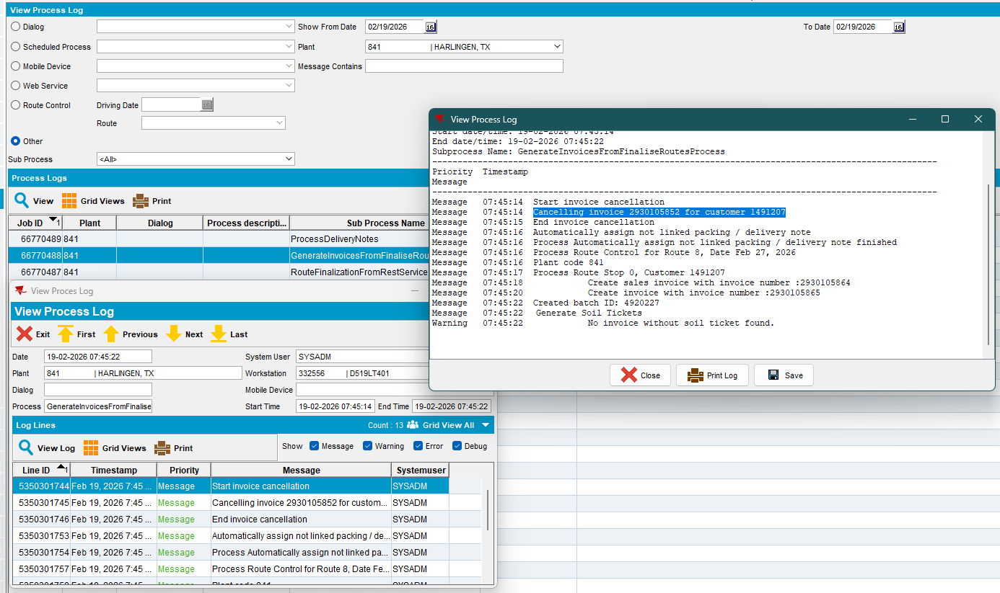 View Process Log
Dialog
Show From Date 02/19/2026 16
To Date 02/19/2026 16
Scheduled Process
Plant 841 | HARLINGEN, TX
Mobile Device
Message Contains
Web Service
Route Control
Driving Date 16
Route
Other
Sub Process <All>
Process Logs
View Grid Views Print
Job ID 1 Plant Dialog Process descripti... Sub Process Name
66770489 841 ProcessDeliveryNotes
66770488 841 GenerateInvoicesFromFinaliseRou
66770487 841 RouteFinalizationFromRestService
View Process Log
Start date/time: 19-02-2026 07:45:14
End date/time: 19-02-2026 07:45:22
Subprocess Name: GenerateInvoicesFromFinaliseRoutesProcess
Priority Timestamp
Message
Message 07:45:14 Start invoice cancellation
Message 07:45:14 Cancelling invoice 2930105852 for customer 1491207
Message 07:45:15 End invoice cancellation
Message 07:45:16 Automatically assign not linked packing / delivery note
Message 07:45:16 Process Automatically assign not linked packing / delivery note finished
Message 07:45:16 Process Route Control for Route 8, Date Feb 27, 2026
Message 07:45:16 Plant code 841
Message 07:45:17 Process Route Stop 0, Customer 1491207
Message 07:45:18 Create sales invoice with invoice number :2930105864
Message 07:45:20 Create invoice with invoice number :2930105865
Message 07:45:22 Created batch ID: 4920227
Message 07:45:22 Generate Soil Tickets
Warning 07:45:22 No invoice without soil ticket found.
Close Print Log Save
View Proces Log
View Process Log
Exit First Previous Next Last
Date 19-02-2026 07:45:22 System User SYSADM
Plant 841 | HARLINGEN, TX Workstation 332556 | D519LT401
Dialog Mobile Device
Process GenerateInvoicesFromFinalise Start Time 19-02-2026 07:45:14 End Time 19-02-2026 07:45:22
Log Lines Count : 13 Grid View All
View Log Grid Views Print Show Message Warning Error Debug
Line ID 1 Timestamp Priority Message Systemuser
5350301744 Feb 19, 2026 7:45 ... Message Start invoice cancellation SYSADM
5350301745 Feb 19, 2026 7:45 ... Message Cancelling invoice 2930105852 for custom... SYSADM
5350301746 Feb 19, 2026 7:45 ... Message End invoice cancellation SYSADM
5350301753 Feb 19, 2026 7:45 ... Message Automatically assign not linked packing / de... SYSADM
5350301754 Feb 19, 2026 7:45 ... Message Process Automatically assign not linked pa... SYSADM
5350301757 Feb 19, 2026 7:45 ... Message Process Route Control for Route 8, Date Fe... SYSADM
Plant code 841